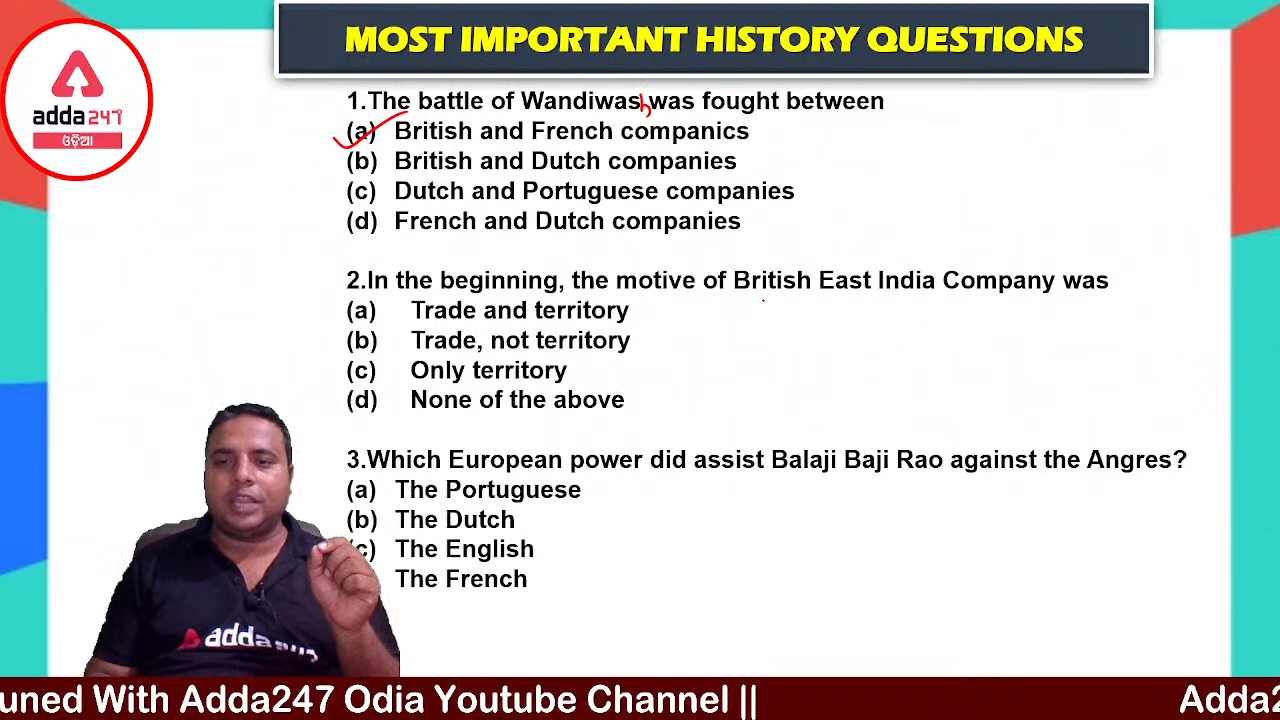 MOST IMPORTANT HISTORY QUESTIONS
adda247
ଓଡ଼ିଆ
1.The battle of Wandiwash was fought between
(a) British and French companics
(b) British and Dutch companies
(c) Dutch and Portuguese companies
(d) French and Dutch companies
2.In the beginning, the motive of British East India Company was
(a) Trade and territory
(b) Trade, not territory
(c) Only territory
(d) None of the above
3.Which European power did assist Balaji Baji Rao against the Angres?
(a) The Portuguese
(b) The Dutch
(c) The English
The French
adda247
uned With Adda247 Odia Youtube Channel || Adda2